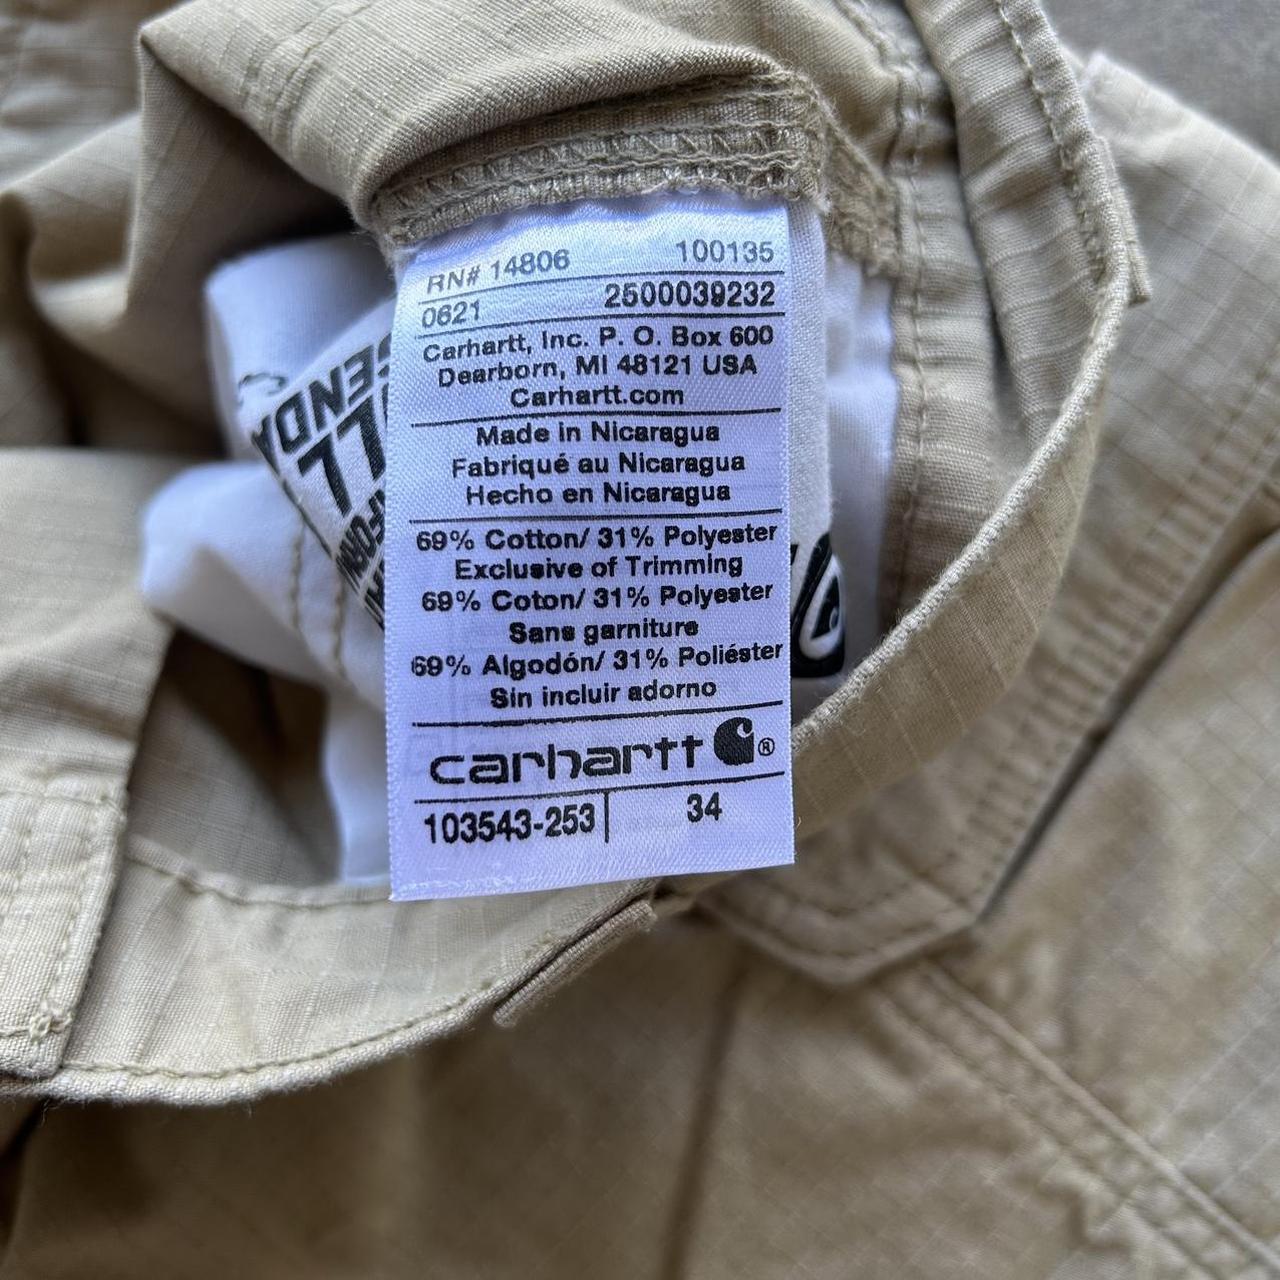 RN# 14806 100135
0621 2500039232
Carhartt, Inc. P. O. Box 600
Dearborn, MI 48121 USA
Carhartt.com
Made in Nicaragua
Fabriqué au Nicaragua
Hecho en Nicaragua
69% Cotton/ 31% Polyester
Exclusive of Trimming
69% Coton/ 31% Polyester
Sans garniture
69% Algodón/ 31% Poliéster
Sin incluir adorno
carhartt ®
103543-253 34